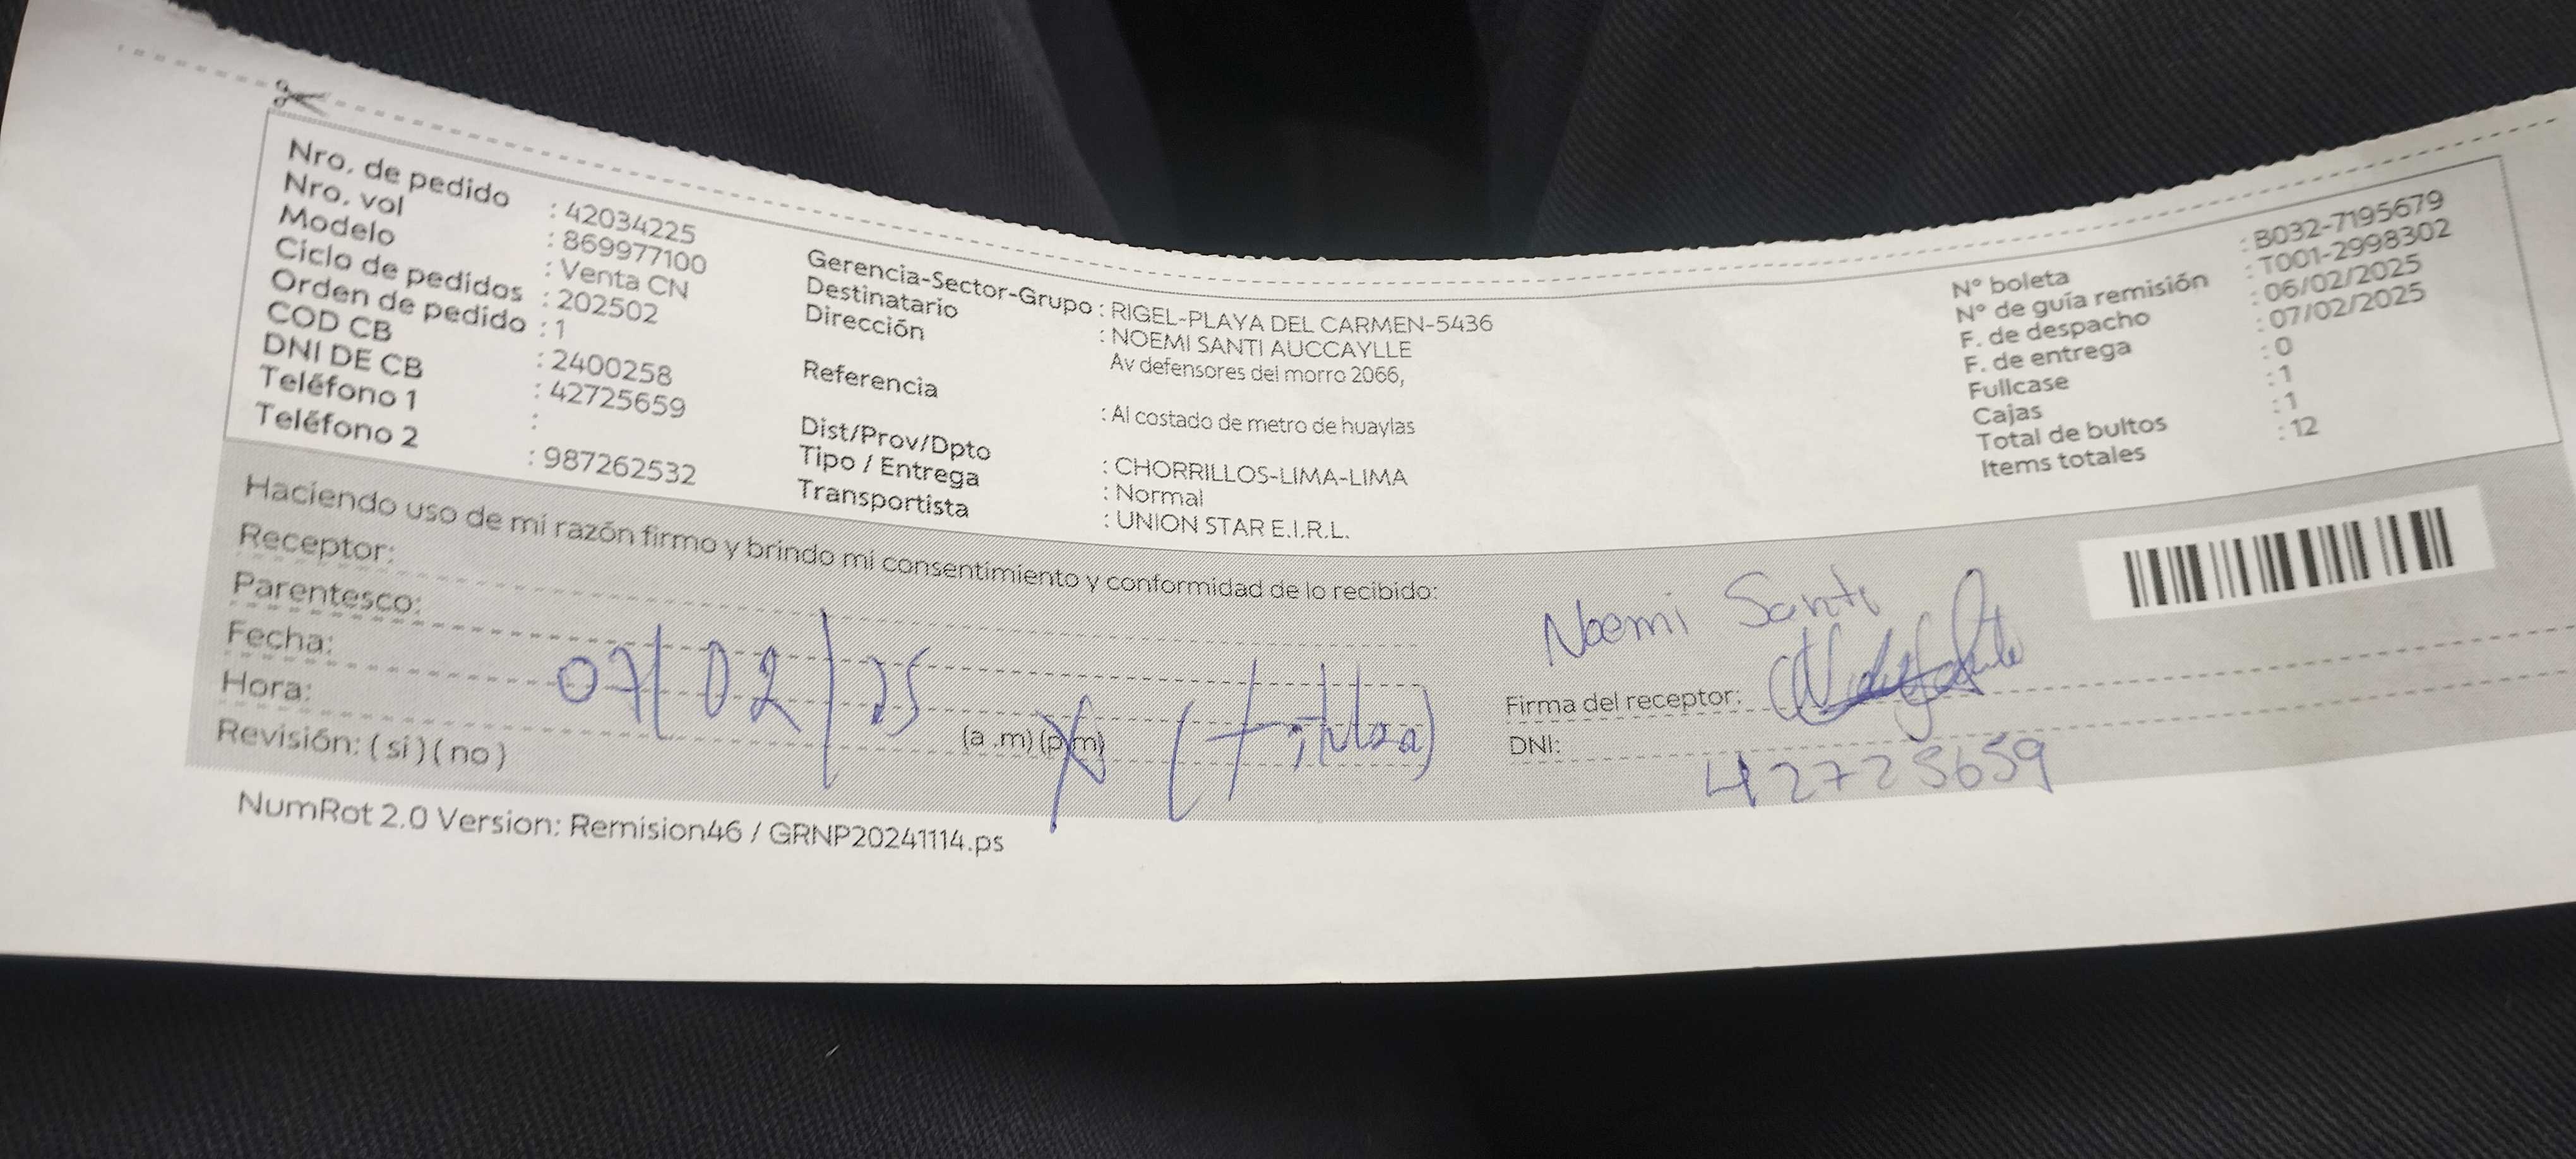 Nro. de pedido : 42034225
Nro. vol : 869977100
Modelo : Venta CN
Ciclo de pedidos : 202502
Orden de pedido : 1
COD CB : 2400258
DNI DE CB : 42725659
Teléfono 1 :
Teléfono 2 : 987262532
Gerencia-Sector-Grupo : RIGEL-PLAYA DEL CARMEN-5436
Destinatario : NOEMI SANTI AUCCAYLLE
Dirección Av defensores del morro 2066,
Referencia : Al costado de metro de huaylas
Dist/Prov/Dpto : CHORRILLOS-LIMA-LIMA
Tipo / Entrega : Normal
Transportista : UNION STAR E.I.R.L.
N° boleta : B032-7195679
N° de guía remisión : T001-2998302
F. de despacho : 06/02/2025
F. de entrega : 07/02/2025
Fullcase : 0
Cajas : 1
Total de bultos : 1
Items totales : 12
Haciendo uso de mi razón firmo y brindo mi consentimiento y conformidad de lo recibido:
Receptor:
Parentesco:
Fecha: 07/02/25
Hora: (a .m) (p.m)
Revisión: ( si ) ( no )
Noemi Santi
Firma del receptor:
DNI: 42725659
NumRot 2.0 Version: Remision46 / GRNP20241114.ps